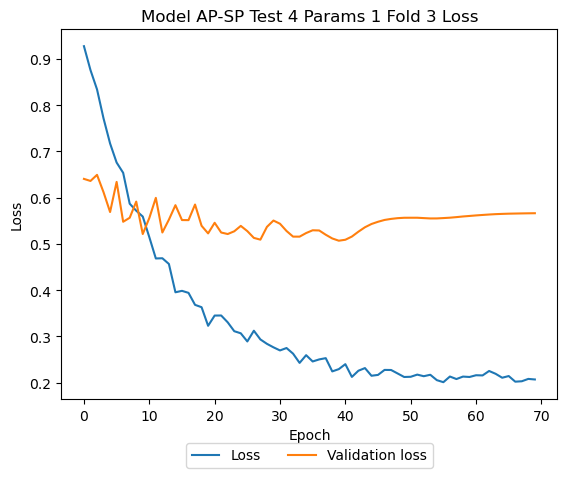 Model AP-SP Test 4 Params 1 Fold 3 Loss
0.9
0.8
0.7
0.6
0.5
0.4
0.3
0.2
Loss
0 10 20 30 40 50 60 70
Epoch
Loss Validation loss